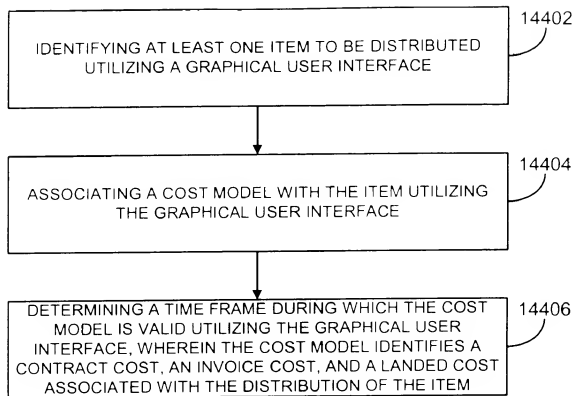 14402
IDENTIFYING AT LEAST ONE ITEM TO BE DISTRIBUTED
UTILIZING A GRAPHICAL USER INTERFACE
14404
ASSOCIATING A COST MODEL WITH THE ITEM UTILIZING
THE GRAPHICAL USER INTERFACE
14406
DETERMINING A TIME FRAME DURING WHICH THE COST
MODEL IS VALID UTILIZING THE GRAPHICAL USER
INTERFACE, WHEREIN THE COST MODEL IDENTIFIES A
CONTRACT COST, AN INVOICE COST, AND A LANDED COST
ASSOCIATED WITH THE DISTRIBUTION OF THE ITEM